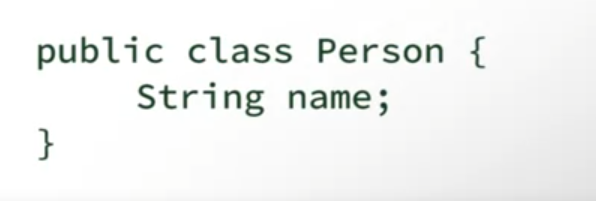 public class Person {
String name;
}